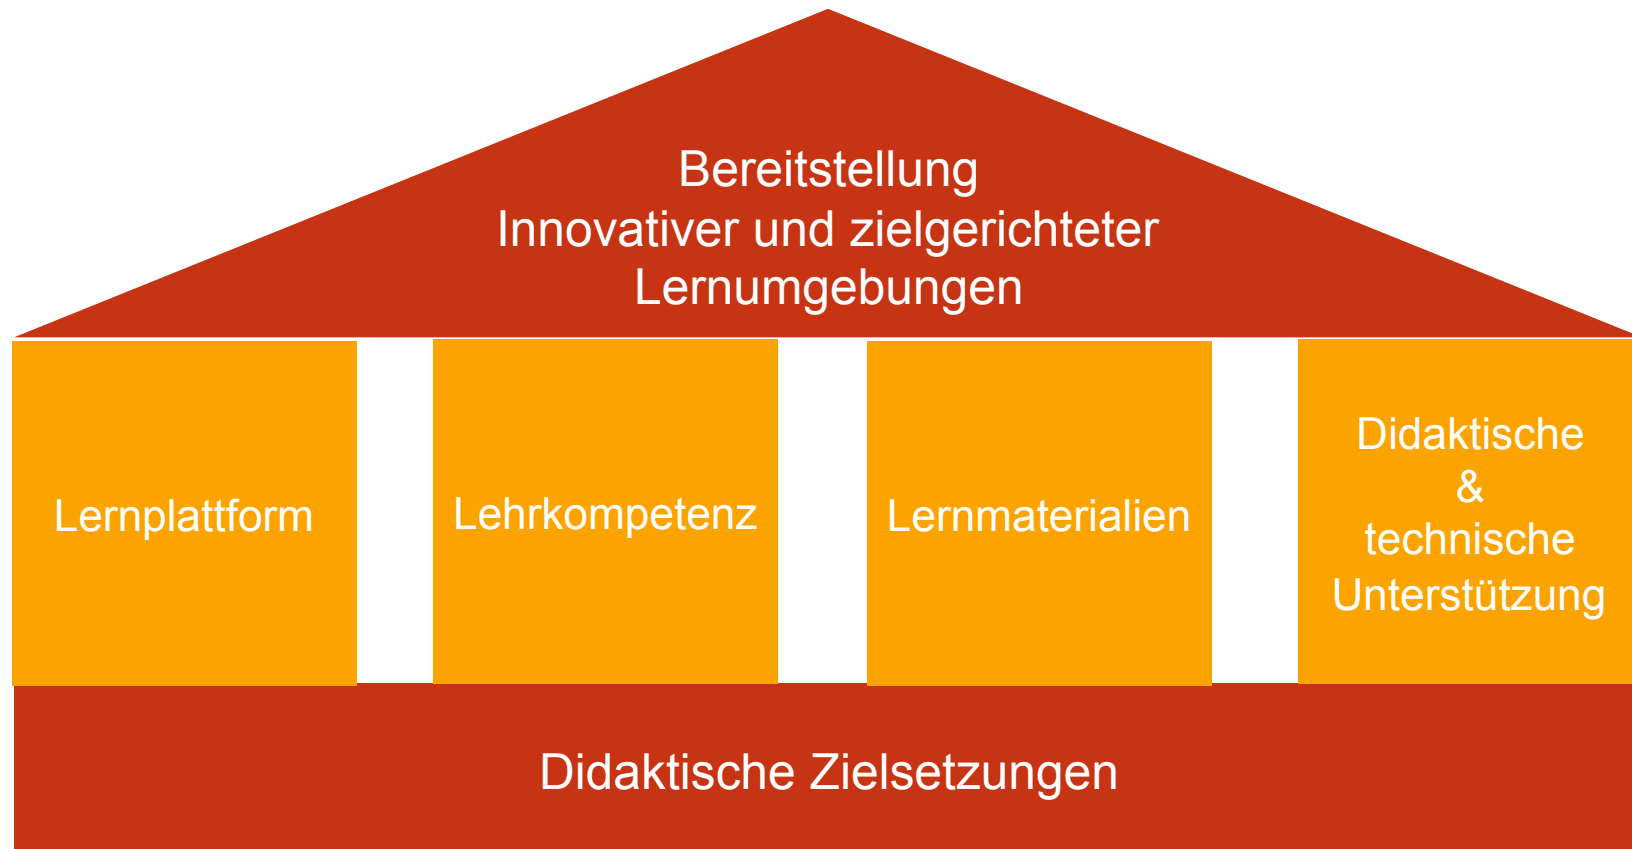 Bereitstellung
Innovativer und zielgerichteter
Lernumgebungen
Lernplattform
Lehrkompetenz
Lernmaterialien
Didaktische
&
technische
Unterstützung
Didaktische Zielsetzungen